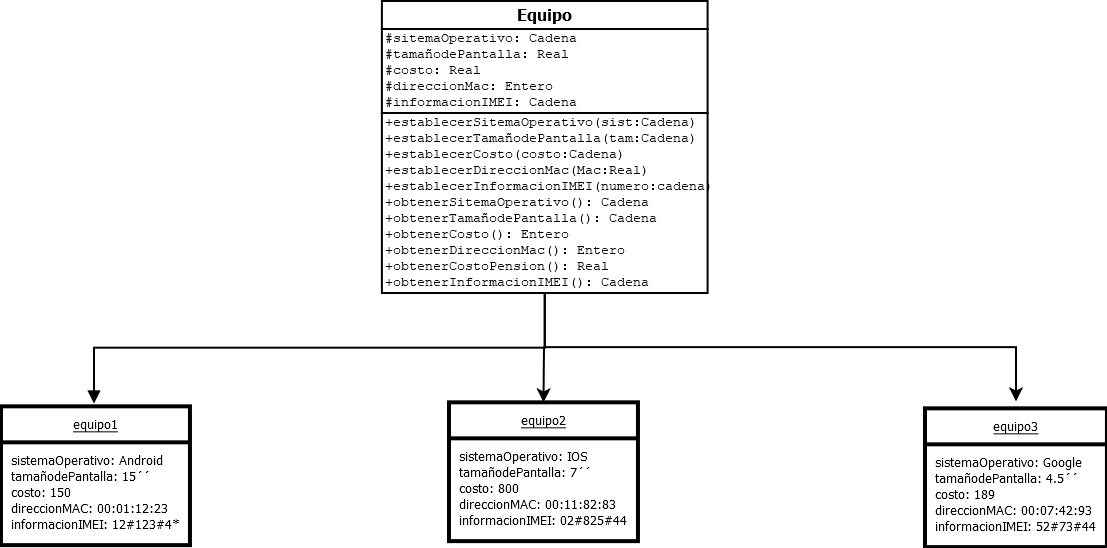 Equipo
#sitemaOperativo: Cadena
#tamañodePantalla: Real
#costo: Real
#direccionMac: Entero
#informacionIMEI: Cadena
+establecerSitemaOperativo(sist:Cadena)
+establecerTamañodePantalla(tam:Cadena)
+establecerCosto(costo:Cadena)
+establecerDireccionMac(Mac:Real)
+establecerInformacionIMEI(numero:cadena)
+obtenerSitemaOperativo(): Cadena
+obtenerTamañodePantalla(): Cadena
+obtenerCosto(): Entero
+obtenerDireccionMac(): Entero
+obtenerCostoPension(): Real
+obtenerInformacionIMEI(): Cadena
equipo1
sistemaOperativo: Android
tamañodePantalla: 15´´
costo: 150
direccionMAC: 00:01:12:23
informacionIMEI: 12#123#4*
equipo2
sistemaOperativo: IOS
tamañodePantalla: 7´´
costo: 800
direccionMAC: 00:11:82:83
informacionIMEI: 02#825#44
equipo3
sistemaOperativo: Google
tamañodePantalla: 4.5´´
costo: 189
direccionMAC: 00:07:42:93
informacionIMEI: 52#73#44